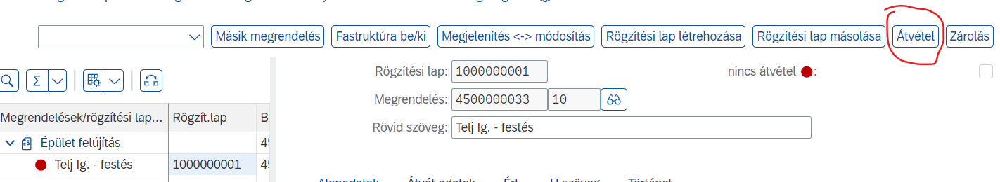 Másik megrendelés Fastruktúra be/ki Megjelenítés <-> módosítás Rögzítési lap létrehozása Rögzítési lap másolása Átvétel Zárolás
Rögzítési lap: 1000000001 nincs átvétel :
Megrendelés: 4500000033 10
Megrendelések/rögzítési lap... Rögzít.lap
Rövid szöveg: Telj Ig. - festés
Épület felújítás 45
Telj Ig. - festés 1000000001 45
Alapadatok Átvét.adatok Ért. U.szöveg Történet